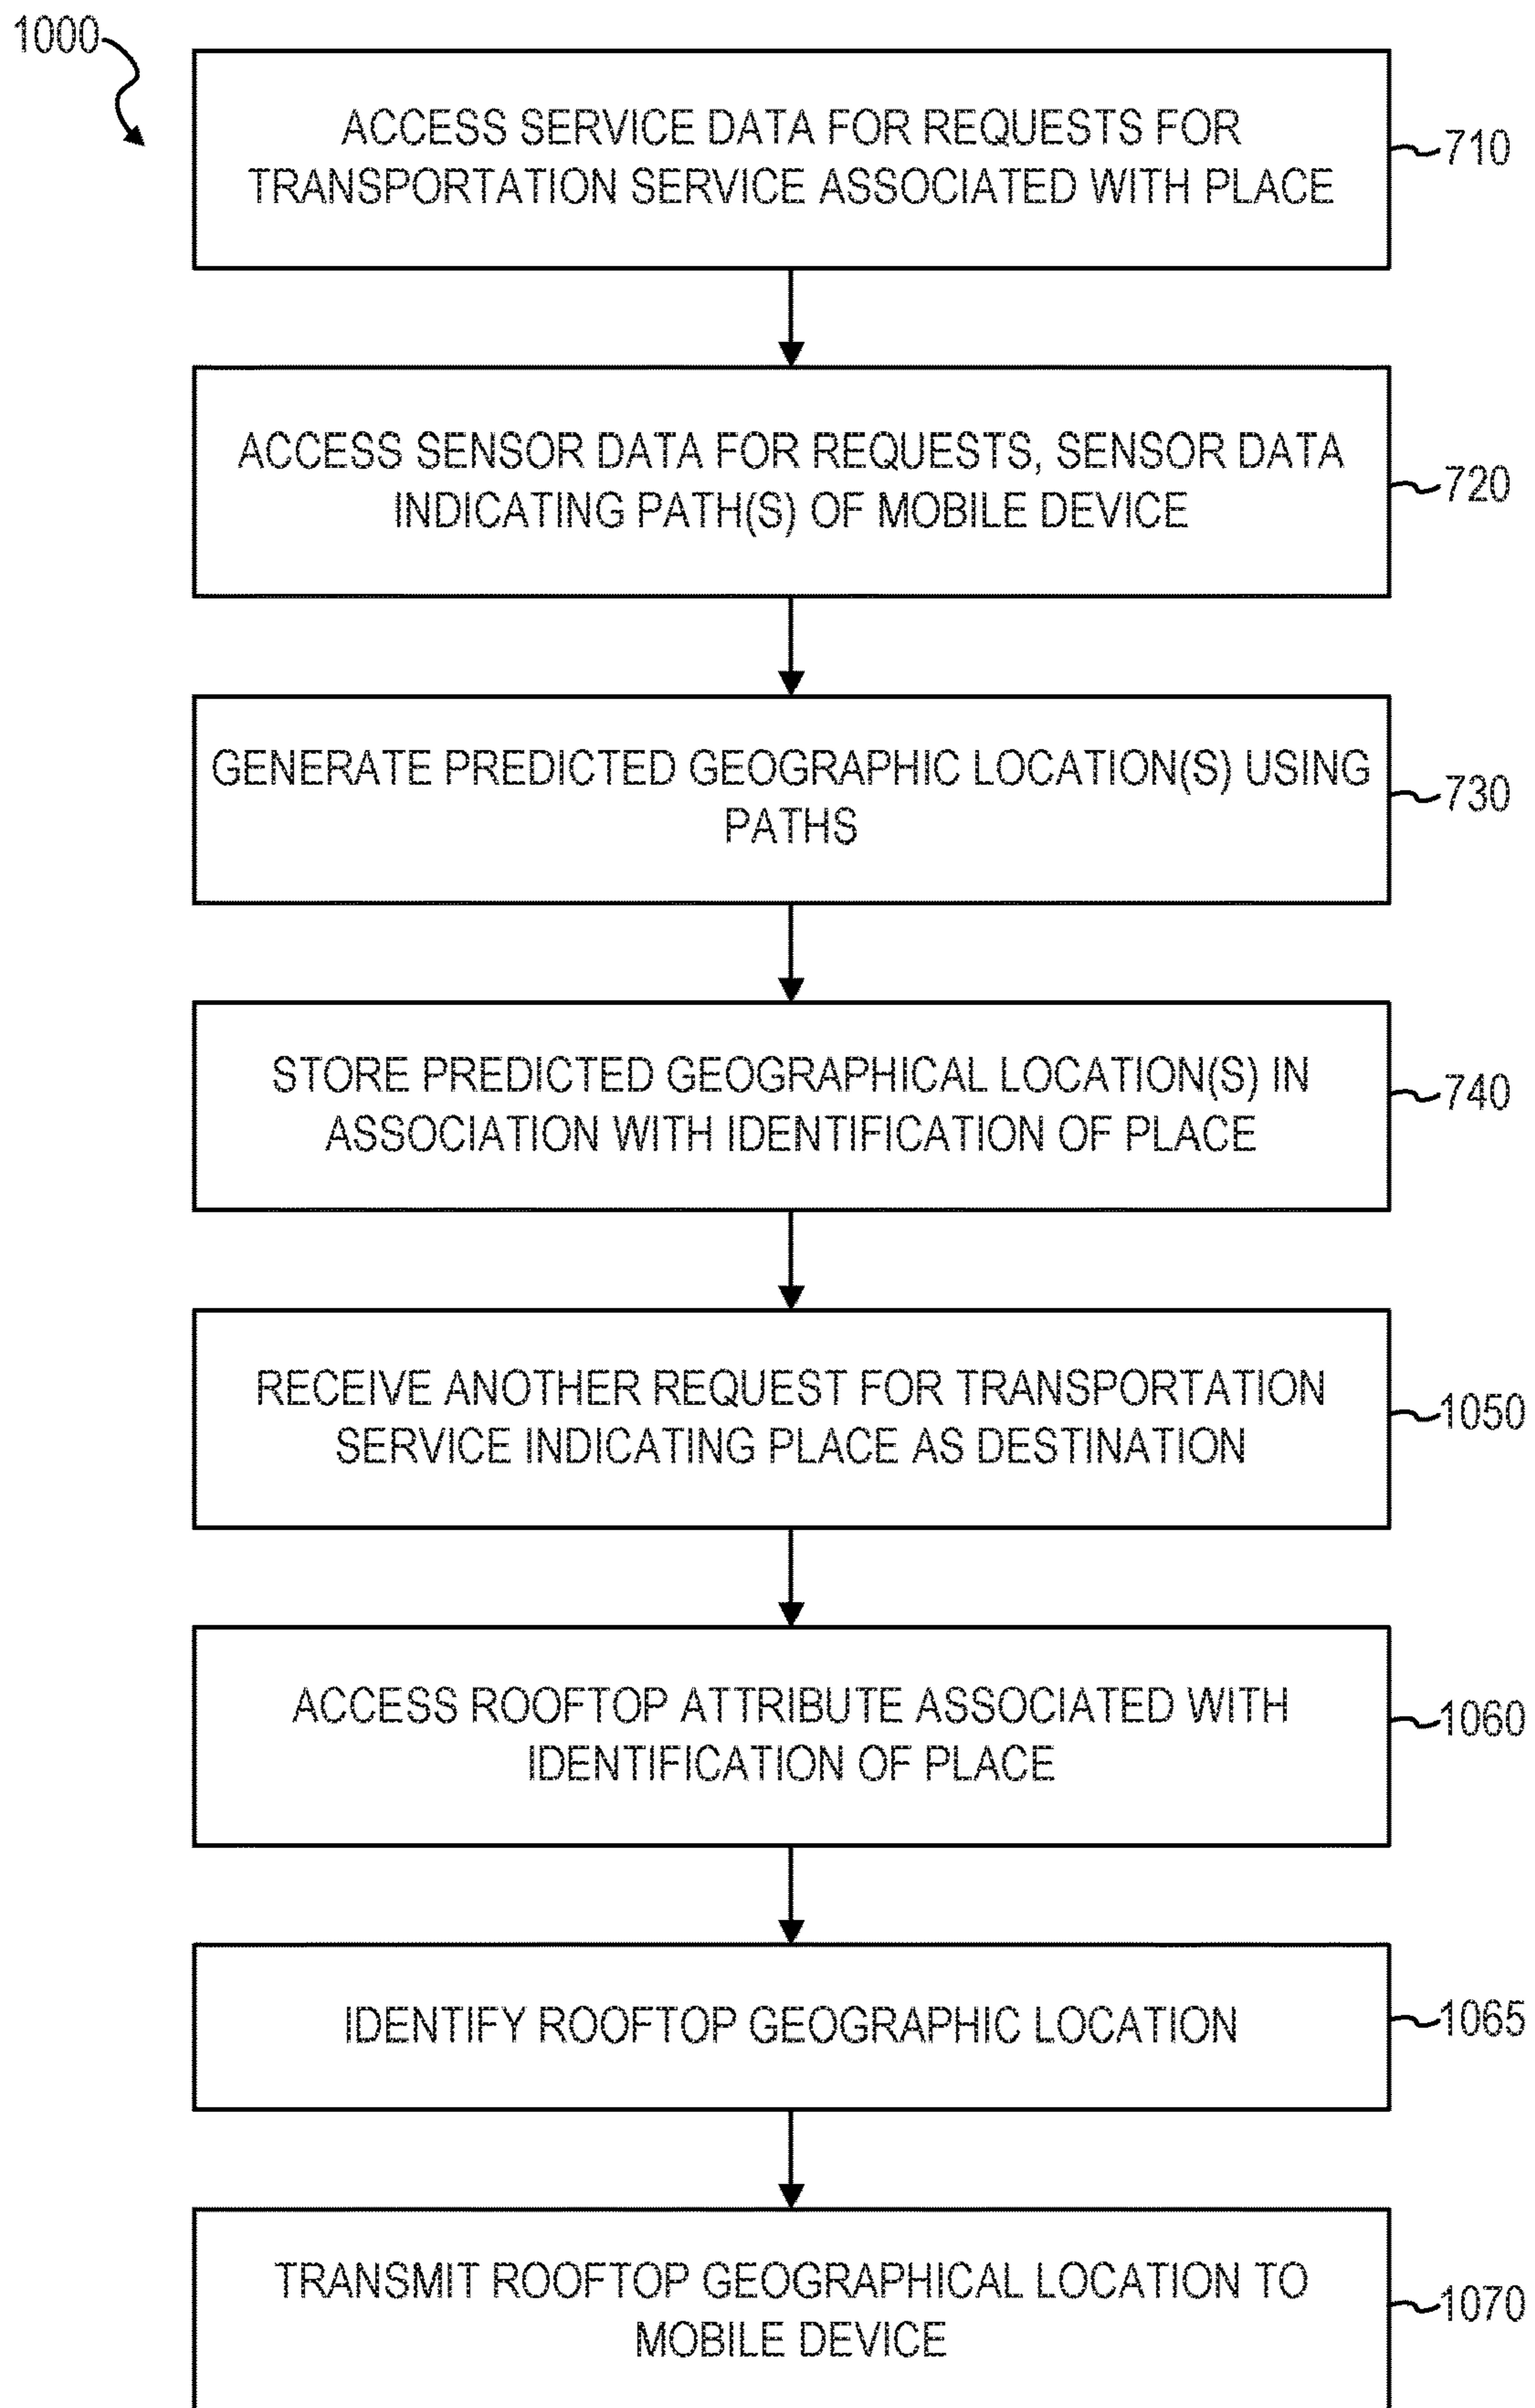 1000
ACCESS SERVICE DATA FOR REQUESTS FOR
TRANSPORTATION SERVICE ASSOCIATED WITH PLACE
710
ACCESS SENSOR DATA FOR REQUESTS, SENSOR DATA
INDICATING PATH(S) OF MOBILE DEVICE
720
GENERATE PREDICTED GEOGRAPHIC LOCATION(S) USING
PATHS
730
STORE PREDICTED GEOGRAPHICAL LOCATION(S) IN
ASSOCIATION WITH IDENTIFICATION OF PLACE
740
RECEIVE ANOTHER REQUEST FOR TRANSPORTATION
SERVICE INDICATING PLACE AS DESTINATION
1050
ACCESS ROOFTOP ATTRIBUTE ASSOCIATED WITH
IDENTIFICATION OF PLACE
1060
IDENTIFY ROOFTOP GEOGRAPHIC LOCATION
1065
TRANSMIT ROOFTOP GEOGRAPHICAL LOCATION TO
MOBILE DEVICE
1070